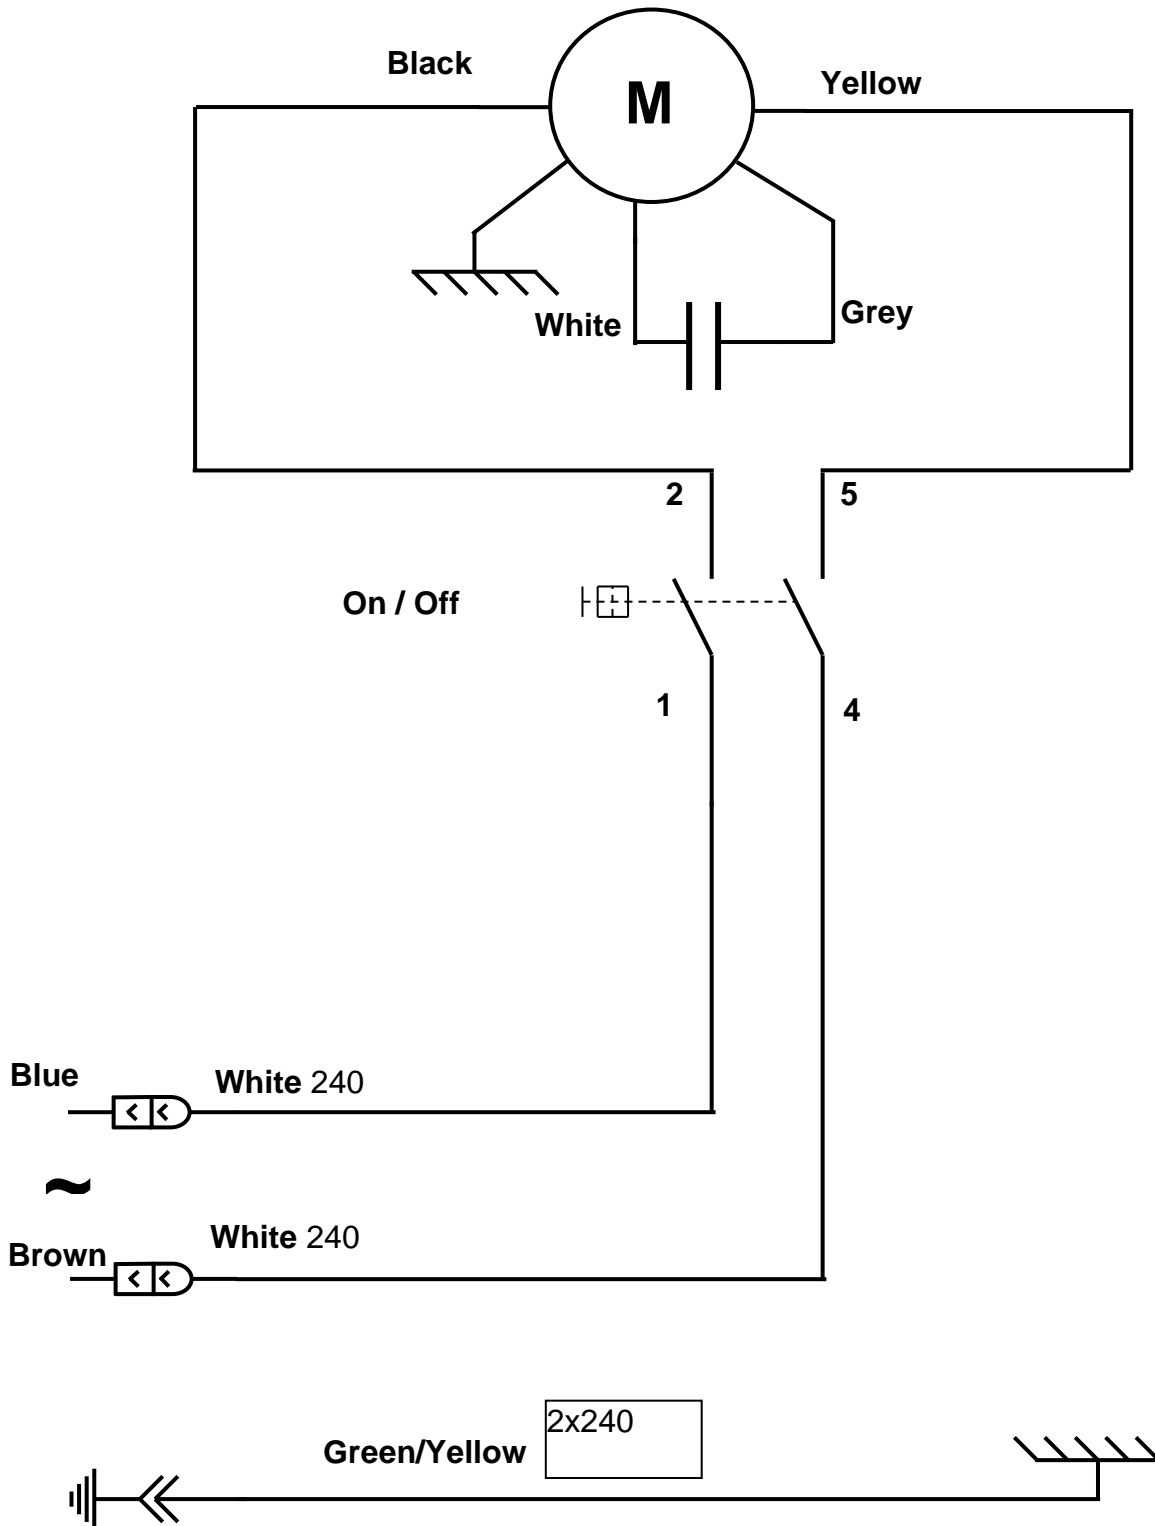 Black
M
Yellow
White
Grey
2
5
On / Off
1
4
Blue
White 240
~
Brown
White 240
2x240
Green/Yellow